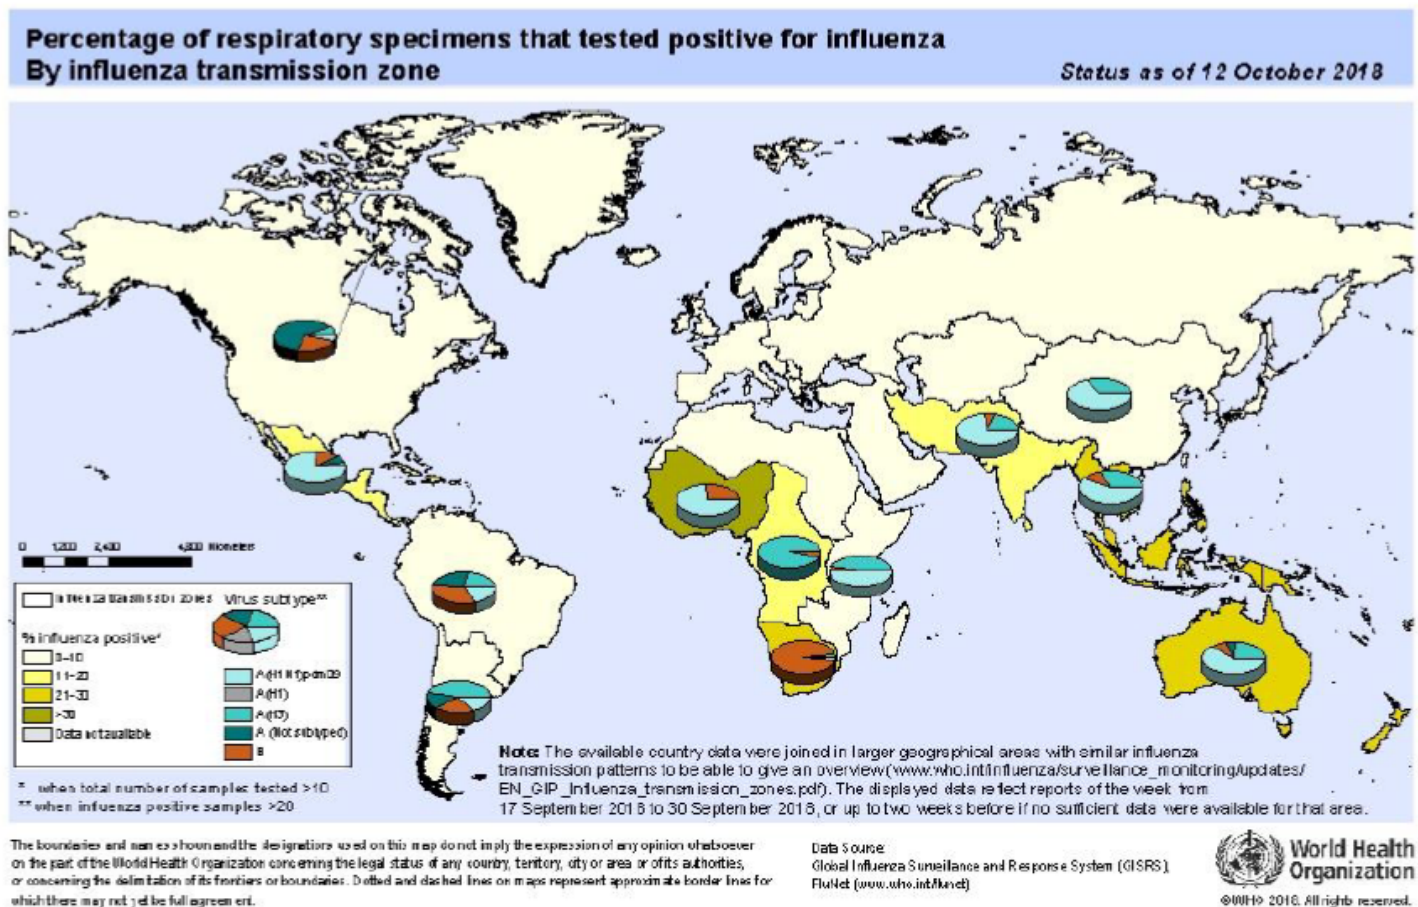 Percentage of respiratory specimens that tested positive for influenza
By influenza transmission zone
Status as of 12 October 2018
0 1,200 2,400 4,800 Kilometers
Influenza transmission zones
Virus subtype**
% influenza positive*
0-10
11-20
21-30
>30
Data not available
A(H1N1)pdm09
A(H1)
A(H3)
A (Not subtyped)
B
* when total number of samples tested >10
** when influenza positive samples >20
Note: The available country data were joined in larger geographical areas with similar influenza
transmission patterns to be able to give an overview (www.who.int/influenza/surveillance_monitoring/updates/
EN_GIP_Influenza_transmission_zones.pdf). The displayed data reflect reports of the week from
17 September 2018 to 30 September 2018, or up to two weeks before if no sufficient data were available for that area.
The boundaries and names shown and the designations used on this map do not imply the expression of any opinion whatsoever
on the part of the World Health Organization concerning the legal status of any country, territory, city or area or of its authorities,
or concerning the delimitation of its frontiers or boundaries. Dotted and dashed lines on maps represent approximate border lines for
which there may not yet be full agreement.
Data Source:
Global Influenza Surveillance and Response System (GISRS),
FluNet (www.who.int/flunet)
World Health
Organization
©WHO 2018. All rights reserved.